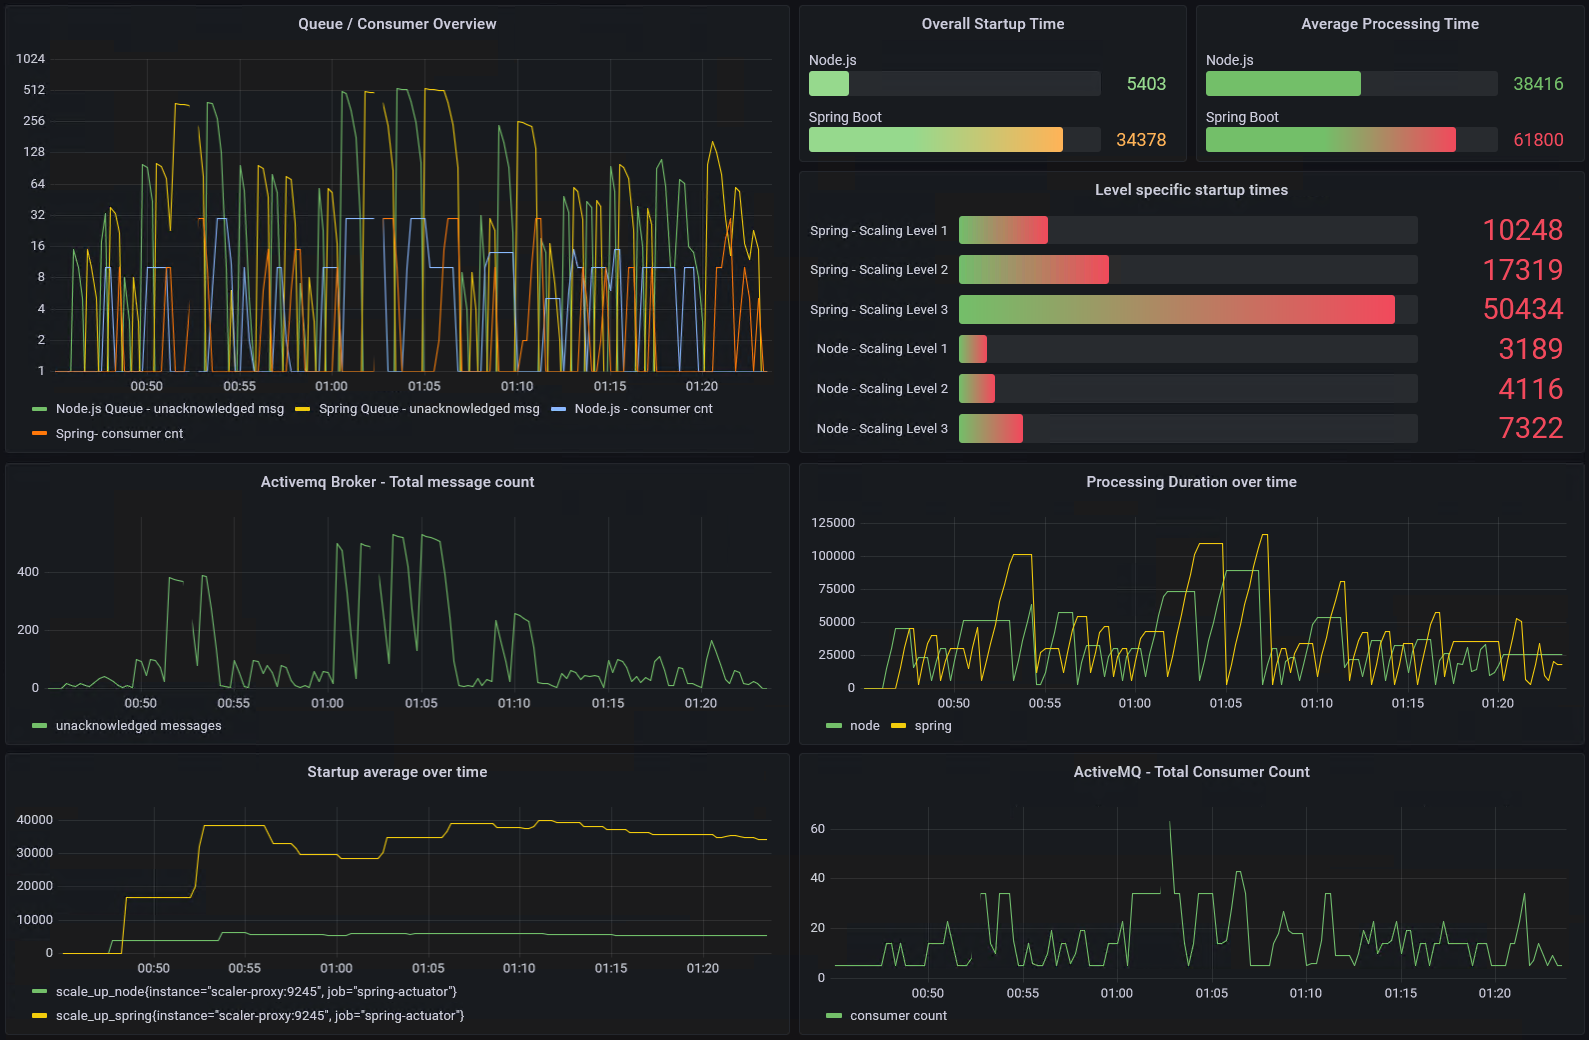 Queue / Consumer Overview
1024
512
256
128
64
32
16
8
4
2
1
00:50 00:55 01:00 01:05 01:10 01:15 01:20
Node.js Queue - unacknowledged msg Spring Queue - unacknowledged msg Node.js - consumer cnt
Spring- consumer cnt
Overall Startup Time
Node.js
5403
Spring Boot
34378
Average Processing Time
Node.js
38416
Spring Boot
61800
Level specific startup times
Spring - Scaling Level 1 10248
Spring - Scaling Level 2 17319
Spring - Scaling Level 3 50434
Node - Scaling Level 1 3189
Node - Scaling Level 2 4116
Node - Scaling Level 3 7322
Activemq Broker - Total message count
400
200
0
00:50 00:55 01:00 01:05 01:10 01:15 01:20
unacknowledged messages
Processing Duration over time
125000
100000
75000
50000
25000
0
00:50 00:55 01:00 01:05 01:10 01:15 01:20
node spring
Startup average over time
40000
30000
20000
10000
0
00:50 00:55 01:00 01:05 01:10 01:15 01:20
scale_up_node{instance="scaler-proxy:9245", job="spring-actuator"}
scale_up_spring{instance="scaler-proxy:9245", job="spring-actuator"}
ActiveMQ - Total Consumer Count
60
40
20
0
00:50 00:55 01:00 01:05 01:10 01:15 01:20
consumer count